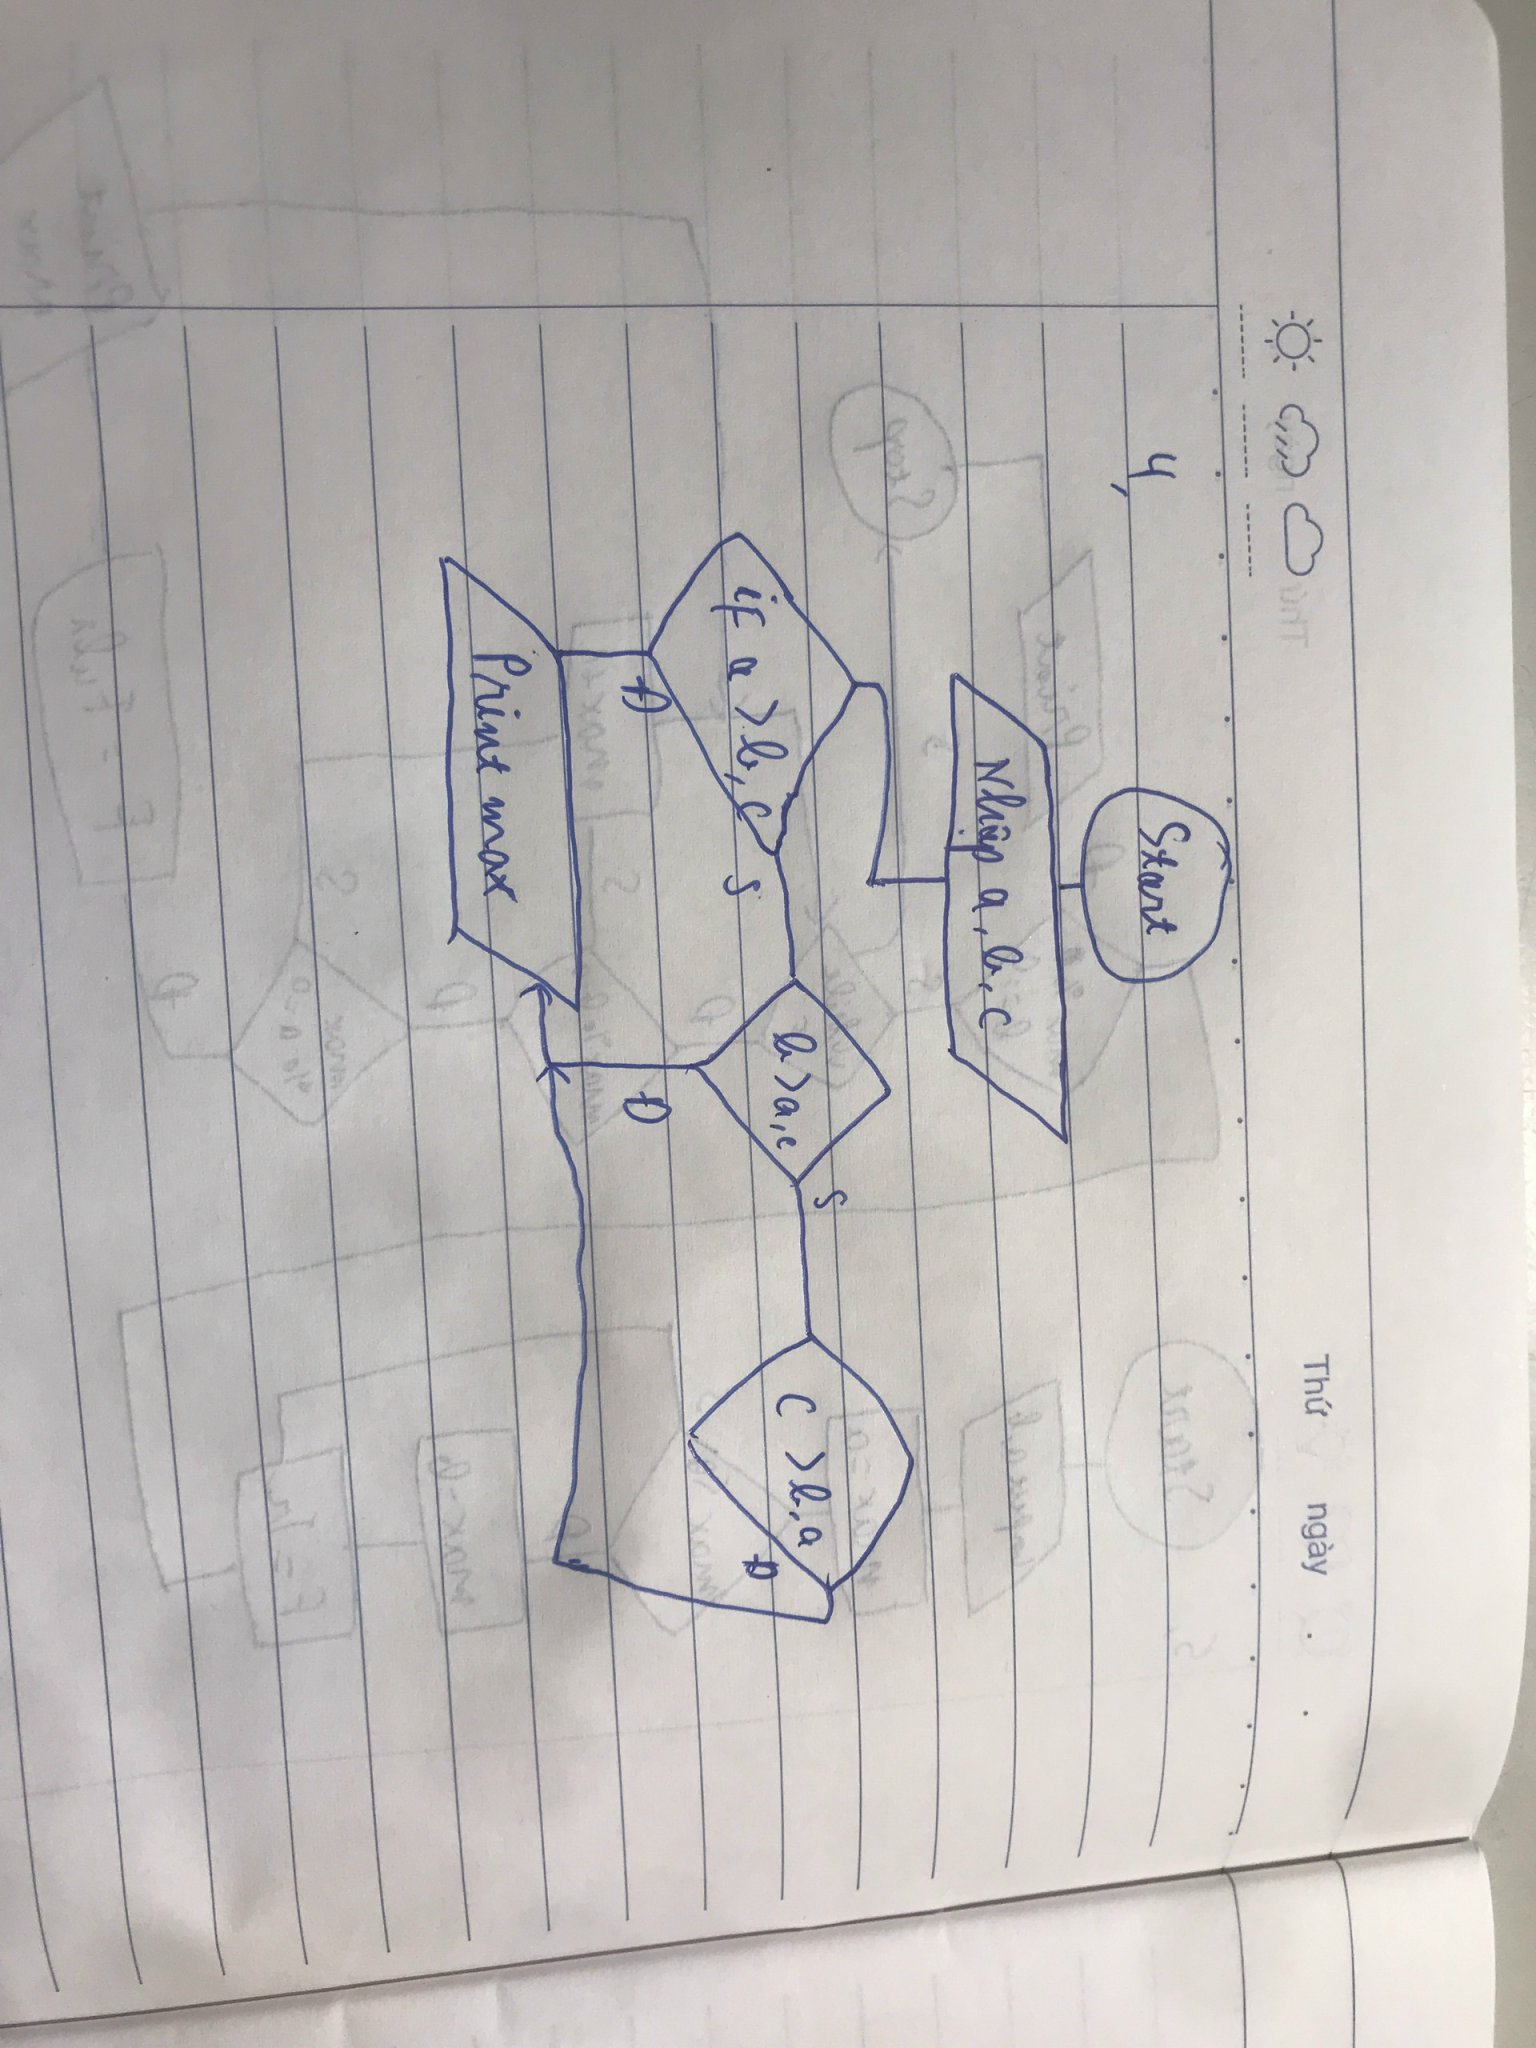 Thứ ngày
4,
Start
Nhập a, b, c
if a > b, c
S
b > a, c
S
c > b, a
Đ
Đ
Đ
Print max